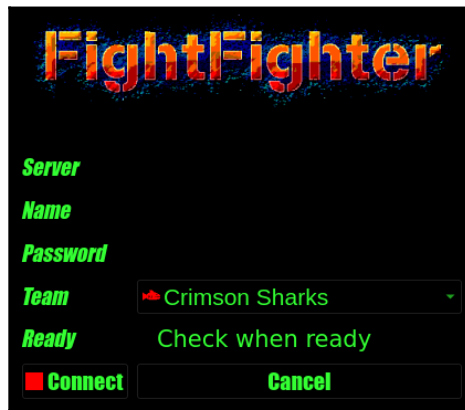 FightFighter
Server
Name
Password
Team Crimson Sharks
Ready Check when ready
Connect Cancel